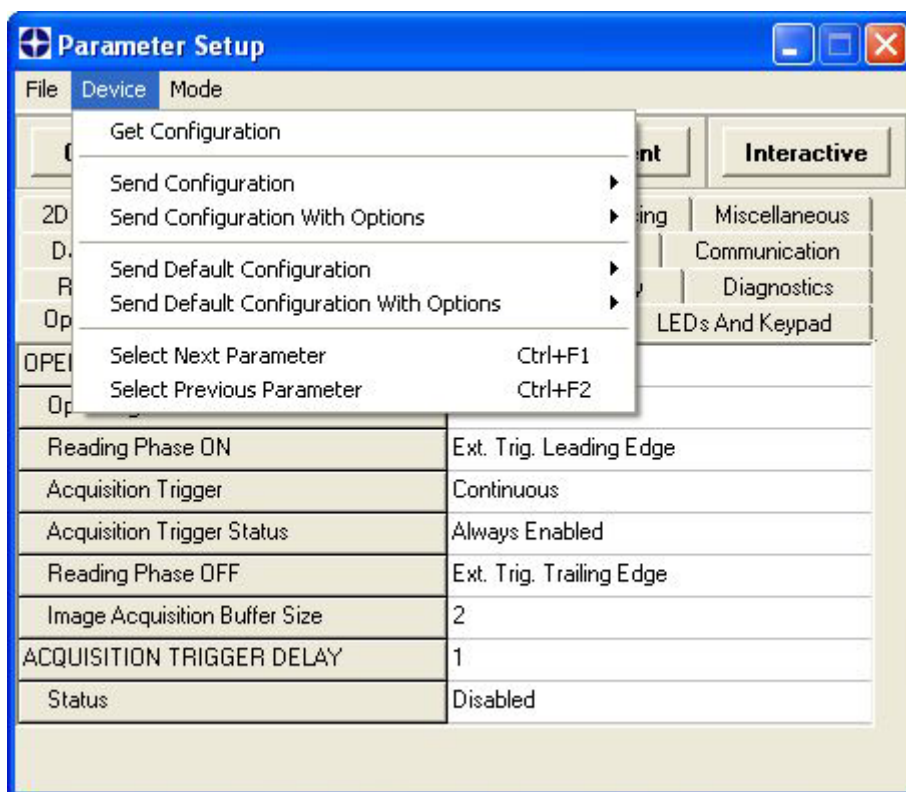 Parameter Setup
File Device Mode
Get Configuration
Interactive
Send Configuration
Send Configuration With Options
2D Miscellaneous
Communication
Send Default Configuration
Send Default Configuration With Options
Diagnostics
LEDs And Keypad
Select Next Parameter Ctrl+F1
Select Previous Parameter Ctrl+F2
Reading Phase ON Ext. Trig. Leading Edge
Acquisition Trigger Continuous
Acquisition Trigger Status Always Enabled
Reading Phase OFF Ext. Trig. Trailing Edge
Image Acquisition Buffer Size 2
ACQUISITION TRIGGER DELAY 1
Status Disabled